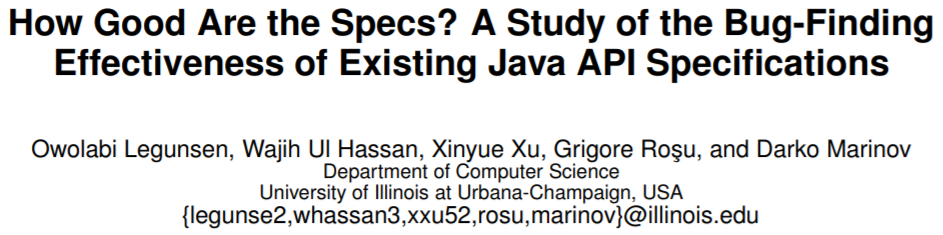 How Good Are the Specs? A Study of the Bug-Finding
Effectiveness of Existing Java API Specifications
Owolabi Legunsen, Wajih Ul Hassan, Xinyue Xu, Grigore Roşu, and Darko Marinov
Department of Computer Science
University of Illinois at Urbana-Champaign, USA
{legunse2,whassan3,xxu52,rosu,marinov}@illinois.edu